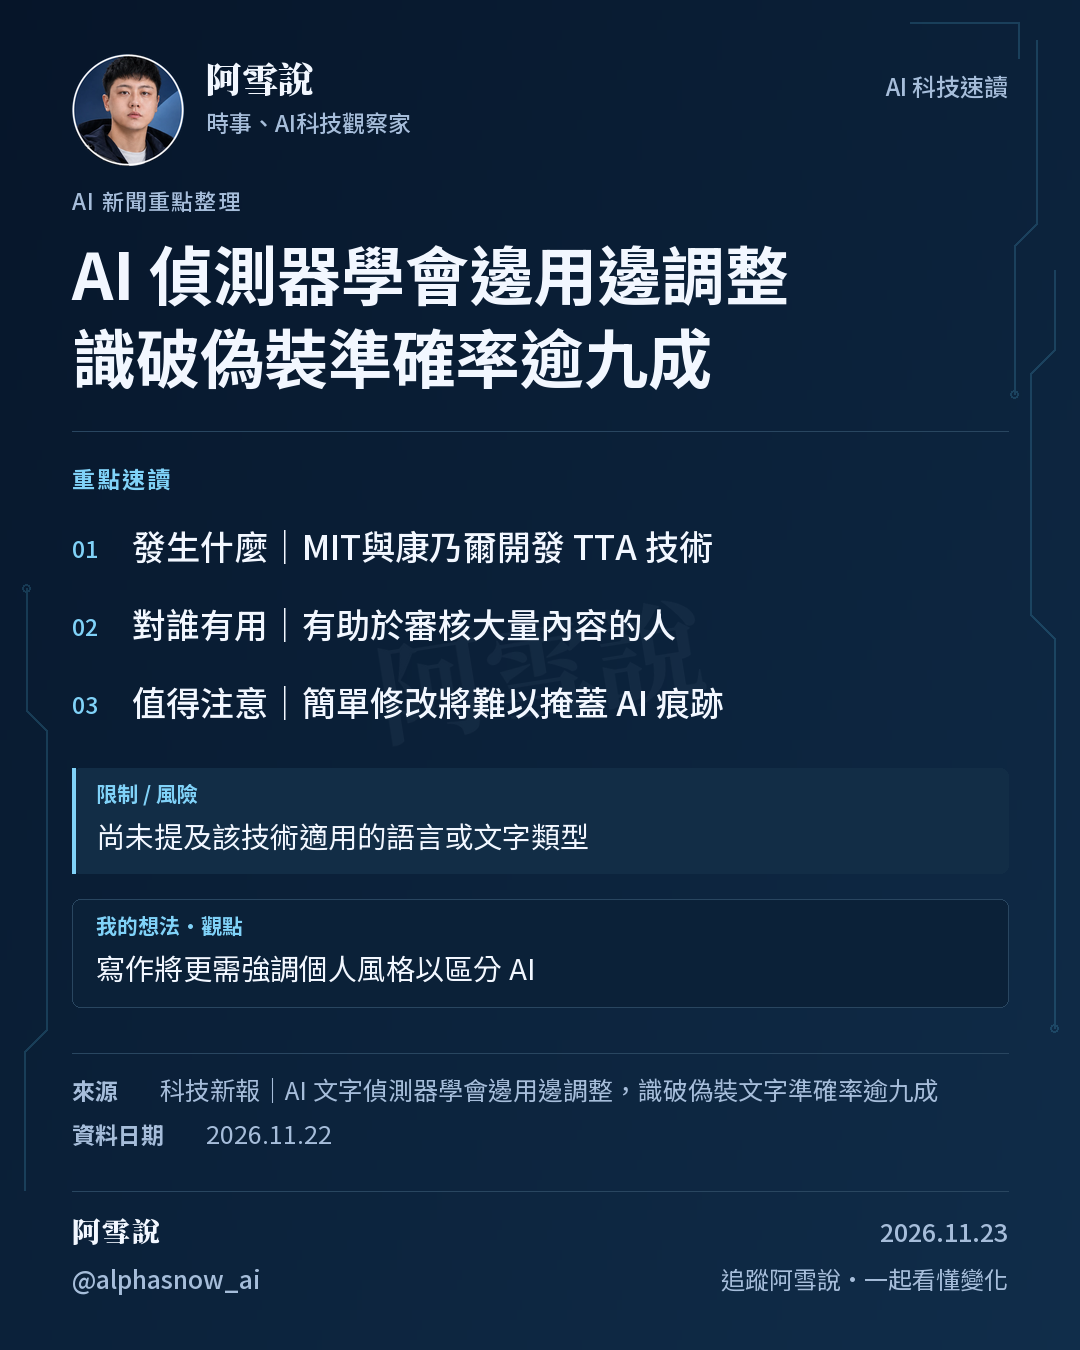 阿雪說
時事、AI科技觀察家
AI 科技速讀
AI 新聞重點整理
AI 偵測器學會邊用邊調整
識破偽裝準確率逾九成
重點速讀
01 發生什麼｜MIT與康乃爾開發 TTA 技術
02 對誰有用｜有助於審核大量內容的人
03 值得注意｜簡單修改將難以掩蓋 AI 痕跡
阿雪說
限制 / 風險
尚未提及該技術適用的語言或文字類型
我的想法・觀點
寫作將更需強調個人風格以區分 AI
來源 科技新報｜AI 文字偵測器學會邊用邊調整，識破偽裝文字準確率逾九成
資料日期 2026.11.22
阿雪說
2026.11.23
@alphasnow_ai
追蹤阿雪說・一起看懂變化